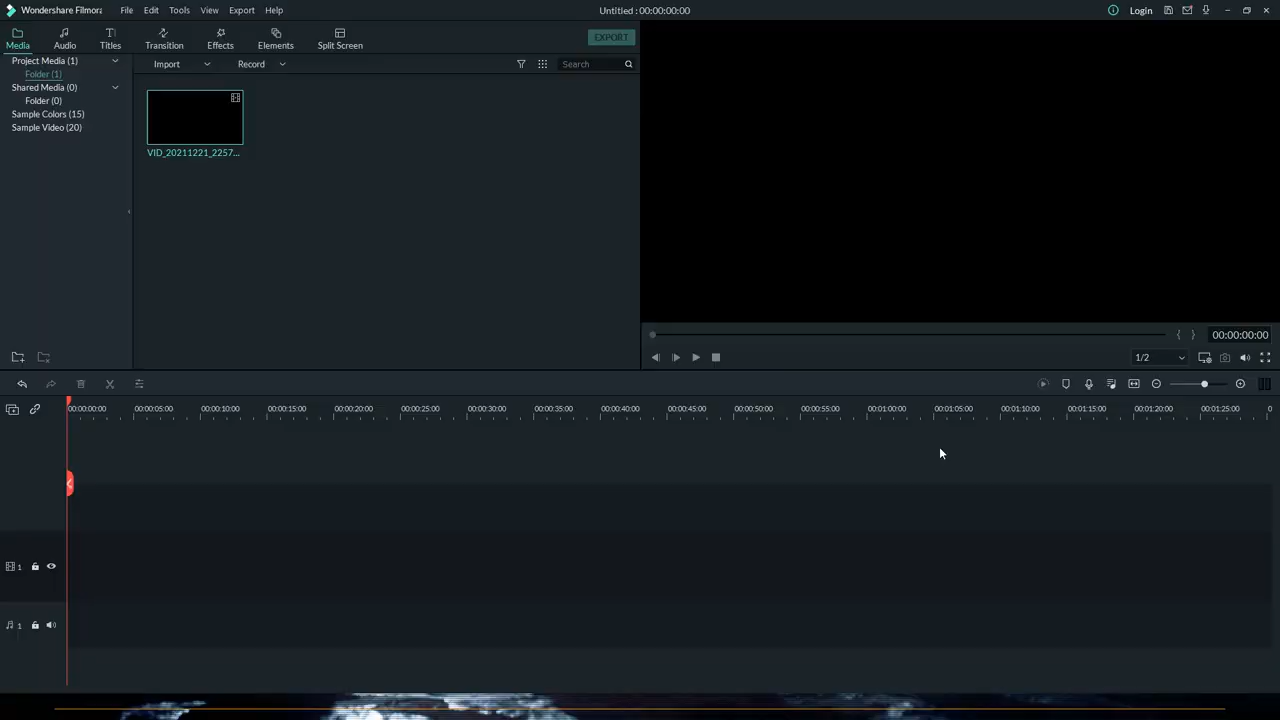 Wondershare Filmora File Edit Tools View Export Help Untitled : 00:00:00:00 Login
Media Audio Titles Transition Effects Elements Split Screen EXPORT
Project Media (1)
Folder (1)
Shared Media (0)
Folder (0)
Sample Colors (15)
Sample Video (20)
Import Record Search
VID_20211221_2257...
{ } 00:00:00:00
1/2
00:00:00:00 00:00:05:00 00:00:10:00 00:00:15:00 00:00:20:00 00:00:25:00 00:00:30:00 00:00:35:00 00:00:40:00 00:00:45:00 00:00:50:00 00:00:55:00 00:01:00:00 00:01:05:00 00:01:10:00 00:01:15:00 00:01:20:00 00:01:25:00 0
1
1